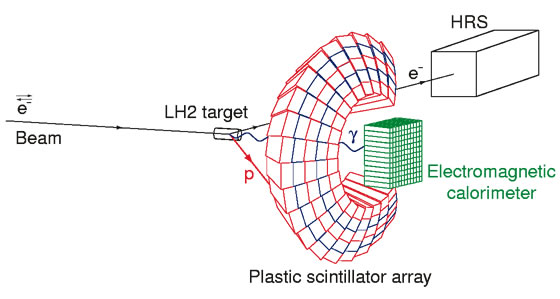 HRS
e⁻
LH2 target
e⁻
Beam
γ
p
Electromagnetic
calorimeter
Plastic scintillator array